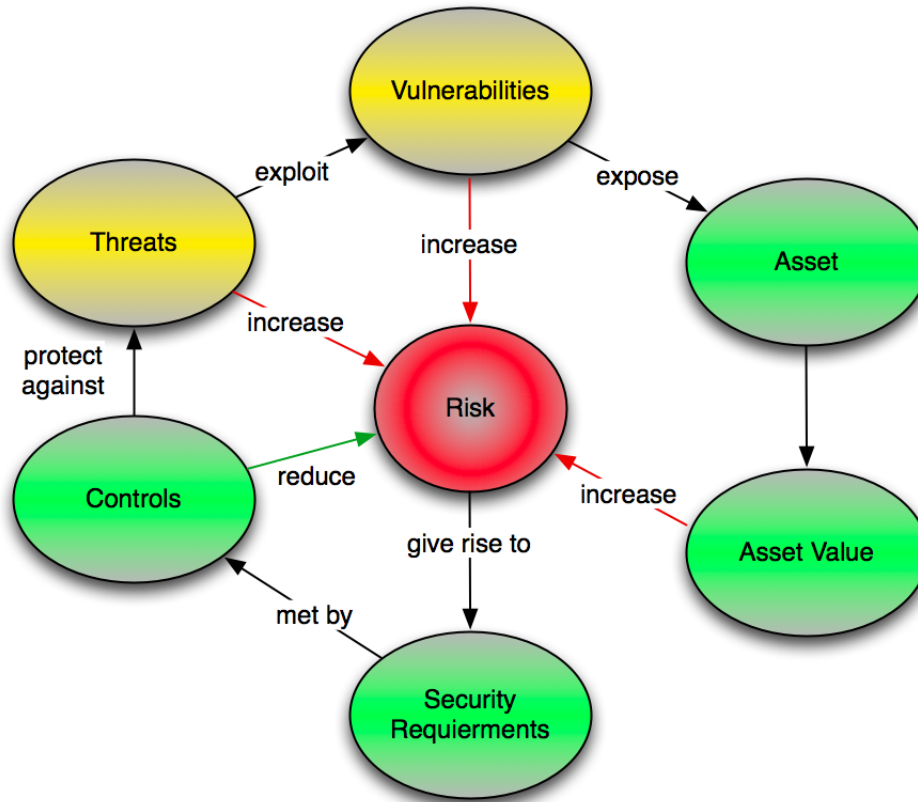 Vulnerabilities
exploit
expose
Threats
increase
Asset
increase
protect
against
Risk
reduce
Controls
increase
give rise to
Asset Value
met by
Security
Requierments